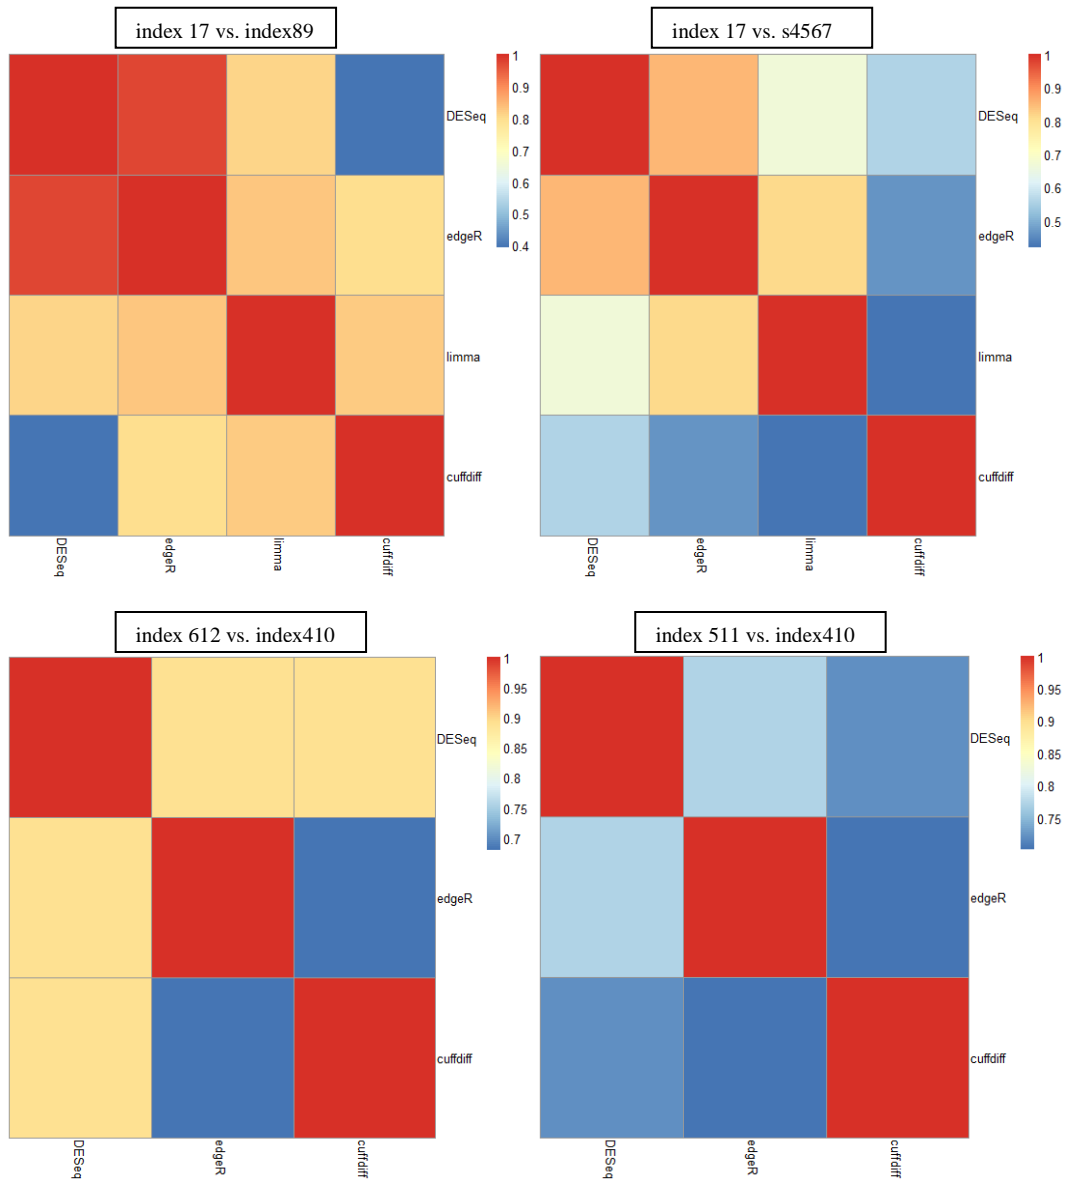 index 17 vs. index89
1
0.9
0.8
0.7
0.6
0.5
0.4
DESeq
edgeR
limma
cuffdiff
DESeq
edgeR
limma
cuffdiff
index 17 vs. s4567
1
0.9
0.8
0.7
0.6
0.5
DESeq
edgeR
limma
cuffdiff
DESeq
edgeR
limma
cuffdiff
index 612 vs. index410
1
0.95
0.9
0.85
0.8
0.75
0.7
DESeq
edgeR
cuffdiff
DESeq
edgeR
cuffdiff
index 511 vs. index410
1
0.95
0.9
0.85
0.8
0.75
DESeq
edgeR
cuffdiff
DESeq
edgeR
cuffdiff